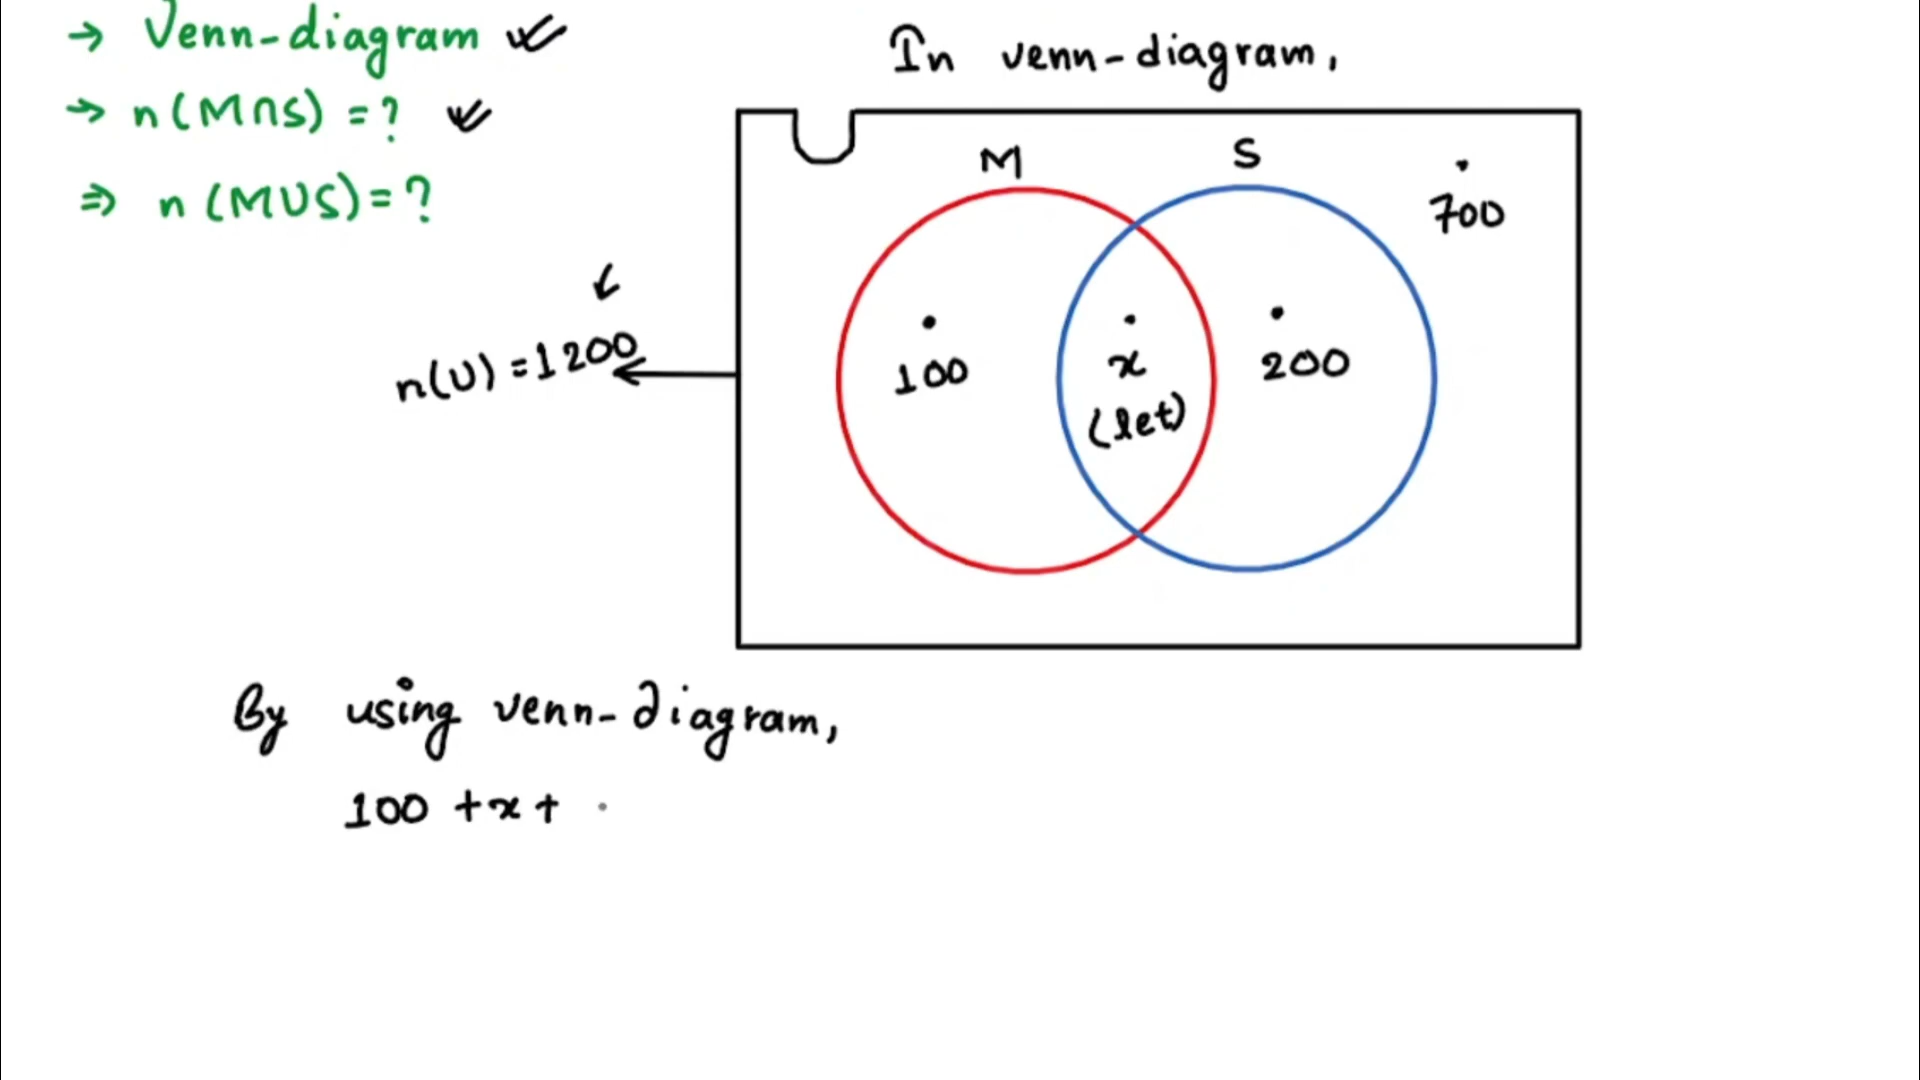 → Venn-diagram
→ n(M∩S) = ?
⇒ n(M∪S) = ?
In venn-diagram,
U
M S
700
n(U) = 1200
100 x 200
(let)
By using venn-diagram,
100 + x +